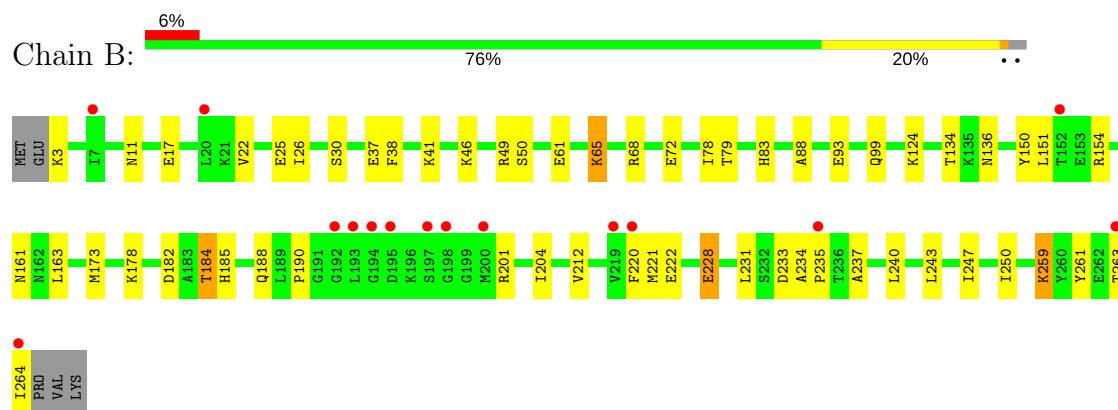 6%
Chain B:
76% 20% • •
MET GLU K3 I7 N11 E17 L20 K21 V22 E25 I26 S30 E37 F38 K41 K46 R49 S50 E61 K65 R68 E72 I78 T79 H83 A88 E93 Q99 K124 T134 K135 N136 Y150 L151 T152 E153 R154
N161 N162 L163 M173 K178 D182 A183 T184 H185 Q188 L189 P190 G191 G192 L193 G194 D195 K196 S197 G198 G199 M200 R201 I204 V212 V219 F220 M221 E222 E228 L231 S232 D233 A234 P235 T236 A237 L240 L243 I247 I250 K259 Y260 Y261 E262 T263
I264 PRO VAL LYS